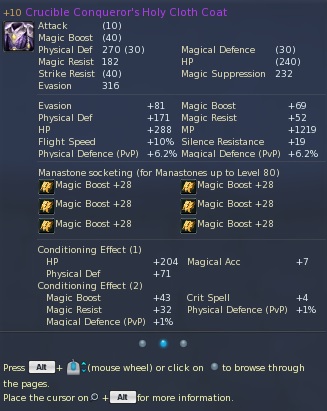 +10 Crucible Conqueror's Holy Cloth Coat
Attack (10)
Magic Boost (40)
Physical Def 270 (30) Magical Defence (30)
Magic Resist 182 HP (240)
Strike Resist (40) Magic Suppression 232
Evasion 316
Evasion +81 Magic Boost +69
Physical Def +171 Magic Resist +52
HP +288 MP +1219
Flight Speed +10% Silence Resistance +19
Physical Defence (PvP) +6.2% Magical Defence (PvP) +6.2%
Manastone socketing (for Manastones up to Level 80)
Magic Boost +28 Magic Boost +28
Magic Boost +28 Magic Boost +28
Magic Boost +28 Magic Boost +28
Conditioning Effect (1)
HP +204 Magical Acc +7
Physical Def +71
Conditioning Effect (2)
Magic Boost +43 Crit Spell +4
Magic Resist +32 Physical Defence (PvP) +1%
Magical Defence (PvP) +1%
Press Alt + (mouse wheel) or click on to browse through
the pages.
Place the cursor on + Alt for more information.